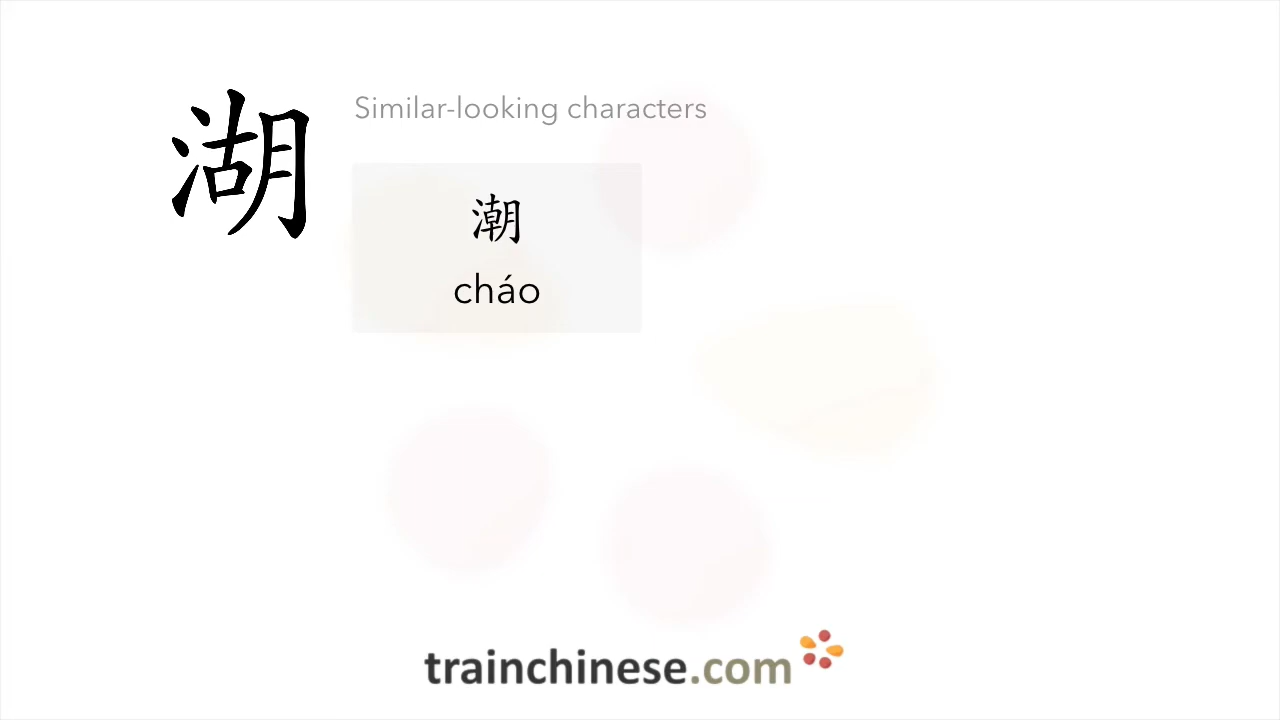 湖
Similar-looking characters
潮
cháo
trainchinese.com